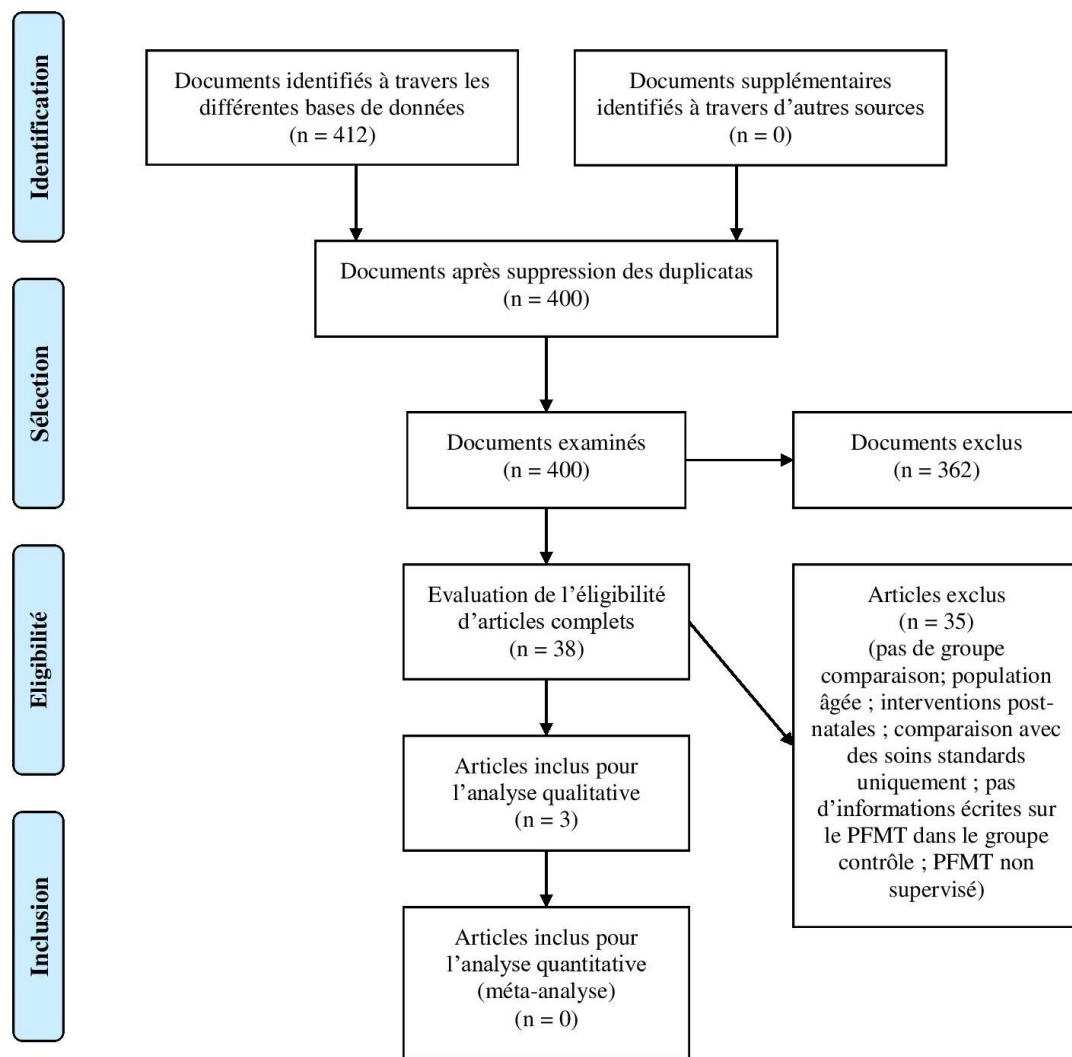 Identification
Documents identifiés à travers les
différentes bases de données
(n = 412)
Documents supplémentaires
identifiés à travers d'autres sources
(n = 0)
Documents après suppression des duplicatas
(n = 400)
Sélection
Documents examinés
(n = 400)
Documents exclus
(n = 362)
Eligibilité
Evaluation de l'éligibilité
d'articles complets
(n = 38)
Articles exclus
(n = 35)
(pas de groupe
comparaison; population
âgée ; interventions post-
natales ; comparaison avec
des soins standards
uniquement ; pas
d'informations écrites sur
le PFMT dans le groupe
contrôle ; PFMT non
supervisé)
Articles inclus pour
l'analyse qualitative
(n = 3)
Inclusion
Articles inclus pour
l'analyse quantitative
(méta-analyse)
(n = 0)